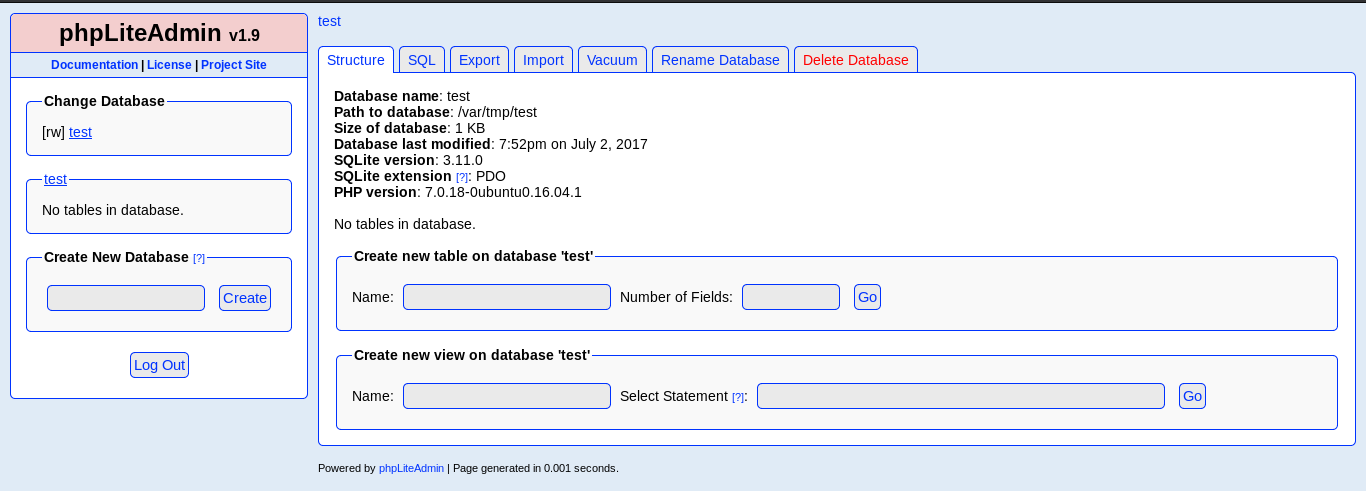 phpLiteAdmin v1.9
Documentation | License | Project Site
Change Database
[rw] test
test
No tables in database.
Create New Database [?]
Create
Log Out
test
Structure SQL Export Import Vacuum Rename Database Delete Database
Database name: test
Path to database: /var/tmp/test
Size of database: 1 KB
Database last modified: 7:52pm on July 2, 2017
SQLite version: 3.11.0
SQLite extension [?]: PDO
PHP version: 7.0.18-0ubuntu0.16.04.1
No tables in database.
Create new table on database 'test'
Name: Number of Fields: Go
Create new view on database 'test'
Name: Select Statement [?]: Go
Powered by phpLiteAdmin | Page generated in 0.001 seconds.